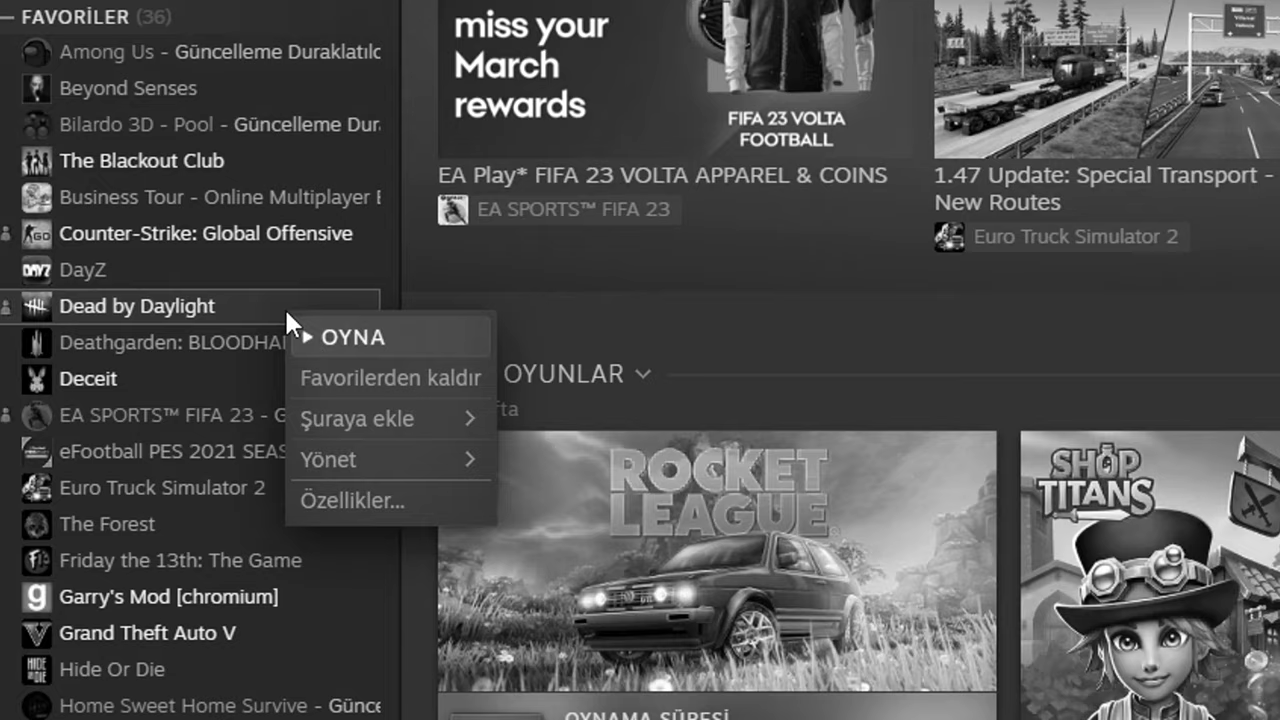 FAVORİLER (36)
Among Us - Güncelleme Duraklatılc
Beyond Senses
Bilardo 3D - Pool - Güncelleme Dur
The Blackout Club
Business Tour - Online Multiplayer
Counter-Strike: Global Offensive
DayZ
Dead by Daylight
Deathgarden: BLOODHA
Deceit
EA SPORTS™ FIFA 23 - G
eFootball PES 2021 SEAS
Euro Truck Simulator 2
The Forest
Friday the 13th: The Game
Garry's Mod [chromium]
Grand Theft Auto V
Hide Or Die
Home Sweet Home Survive - Günce
OYNA
Favorilerden kaldır
Şuraya ekle
Yönet
Özellikler...
miss your
March
rewards
FIFA 23 VOLTA
FOOTBALL
EA Play* FIFA 23 VOLTA APPAREL & COINS
EA SPORTS™ FIFA 23
1.47 Update: Special Transport -
New Routes
Euro Truck Simulator 2
OYUNLAR
fta
ROCKET
LEAGUE
SHOP
TITANS
OYNAMA SÜRESİ